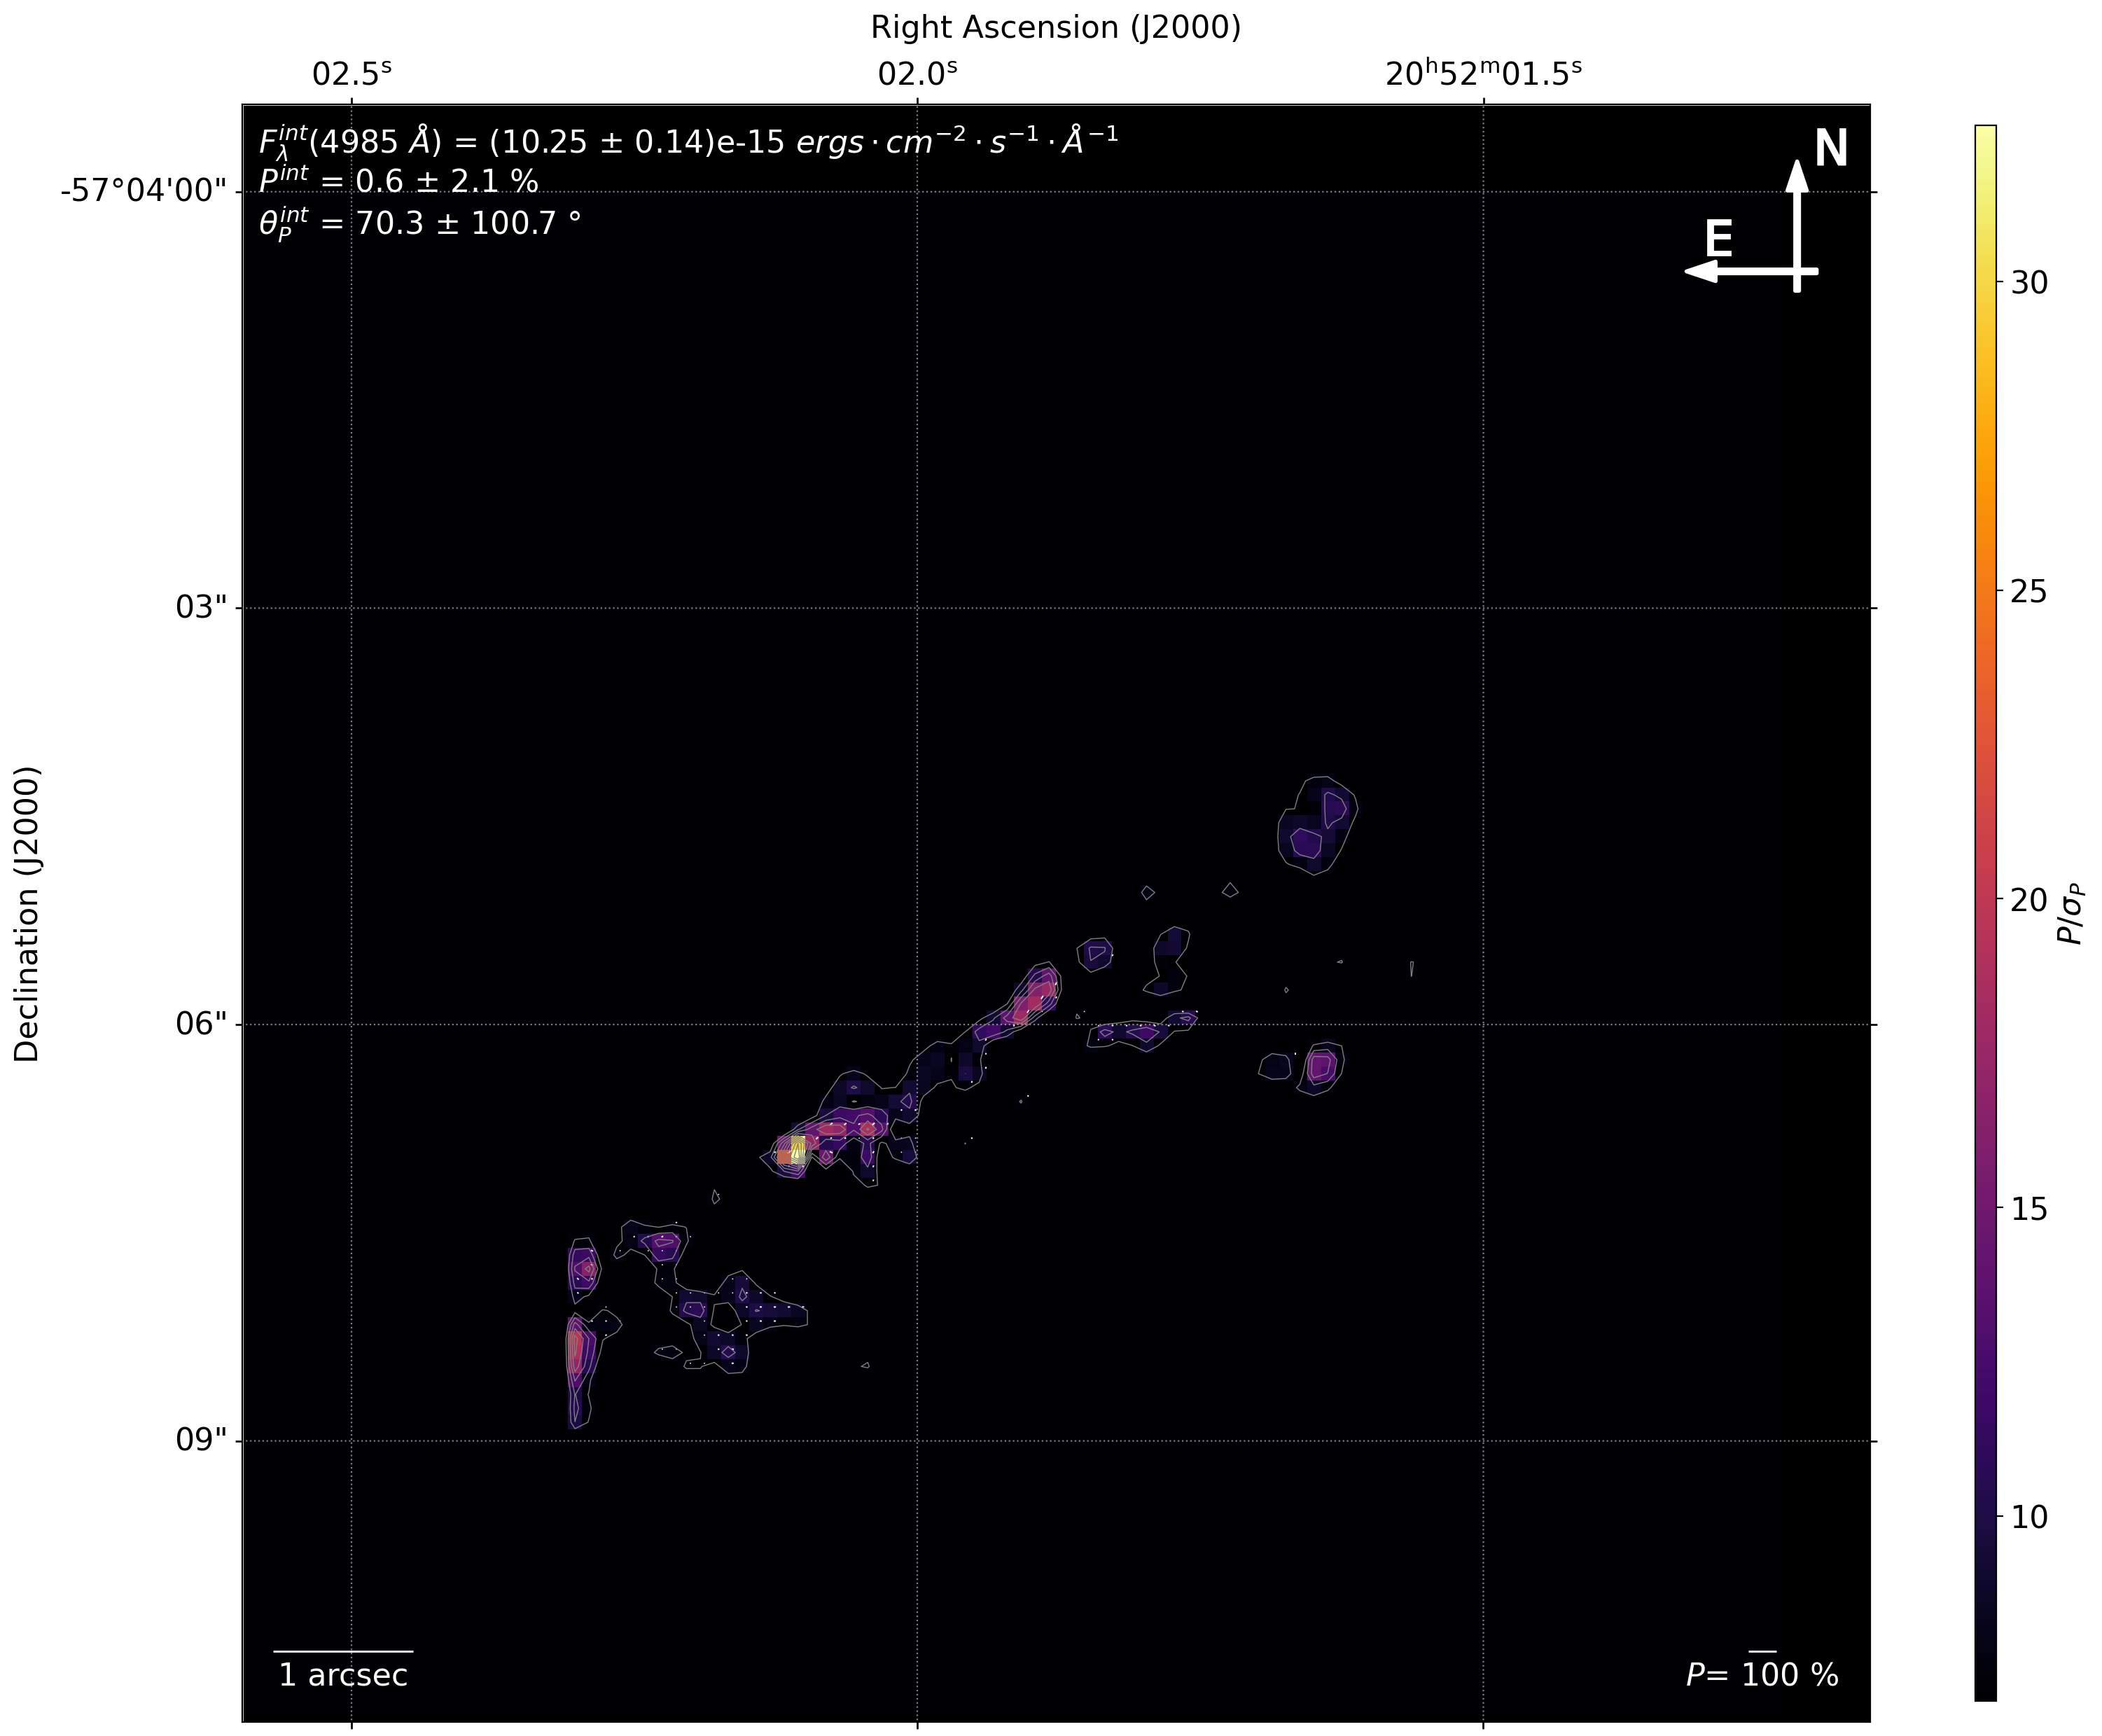 Right Ascension (J2000)
02.5ˢ 02.0ˢ 20ʰ52ᵐ01.5ˢ
F_λ^int(4985 Å) = (10.25 ± 0.14)e-15 ergs · cm⁻² · s⁻¹ · Å⁻¹
P^int = 0.6 ± 2.1 %
θ_P^int = 70.3 ± 100.7 °
N
E
-57°04'00"
03"
06"
09"
Declination (J2000)
1 arcsec
P= 100 %
30
25
20
15
10
P/σ_P